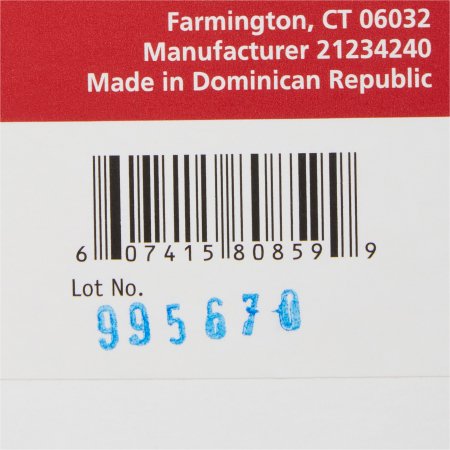 Farmington, CT 06032
Manufacturer 21234240
Made in Dominican Republic
6 07415 80859 9
Lot No.
995670